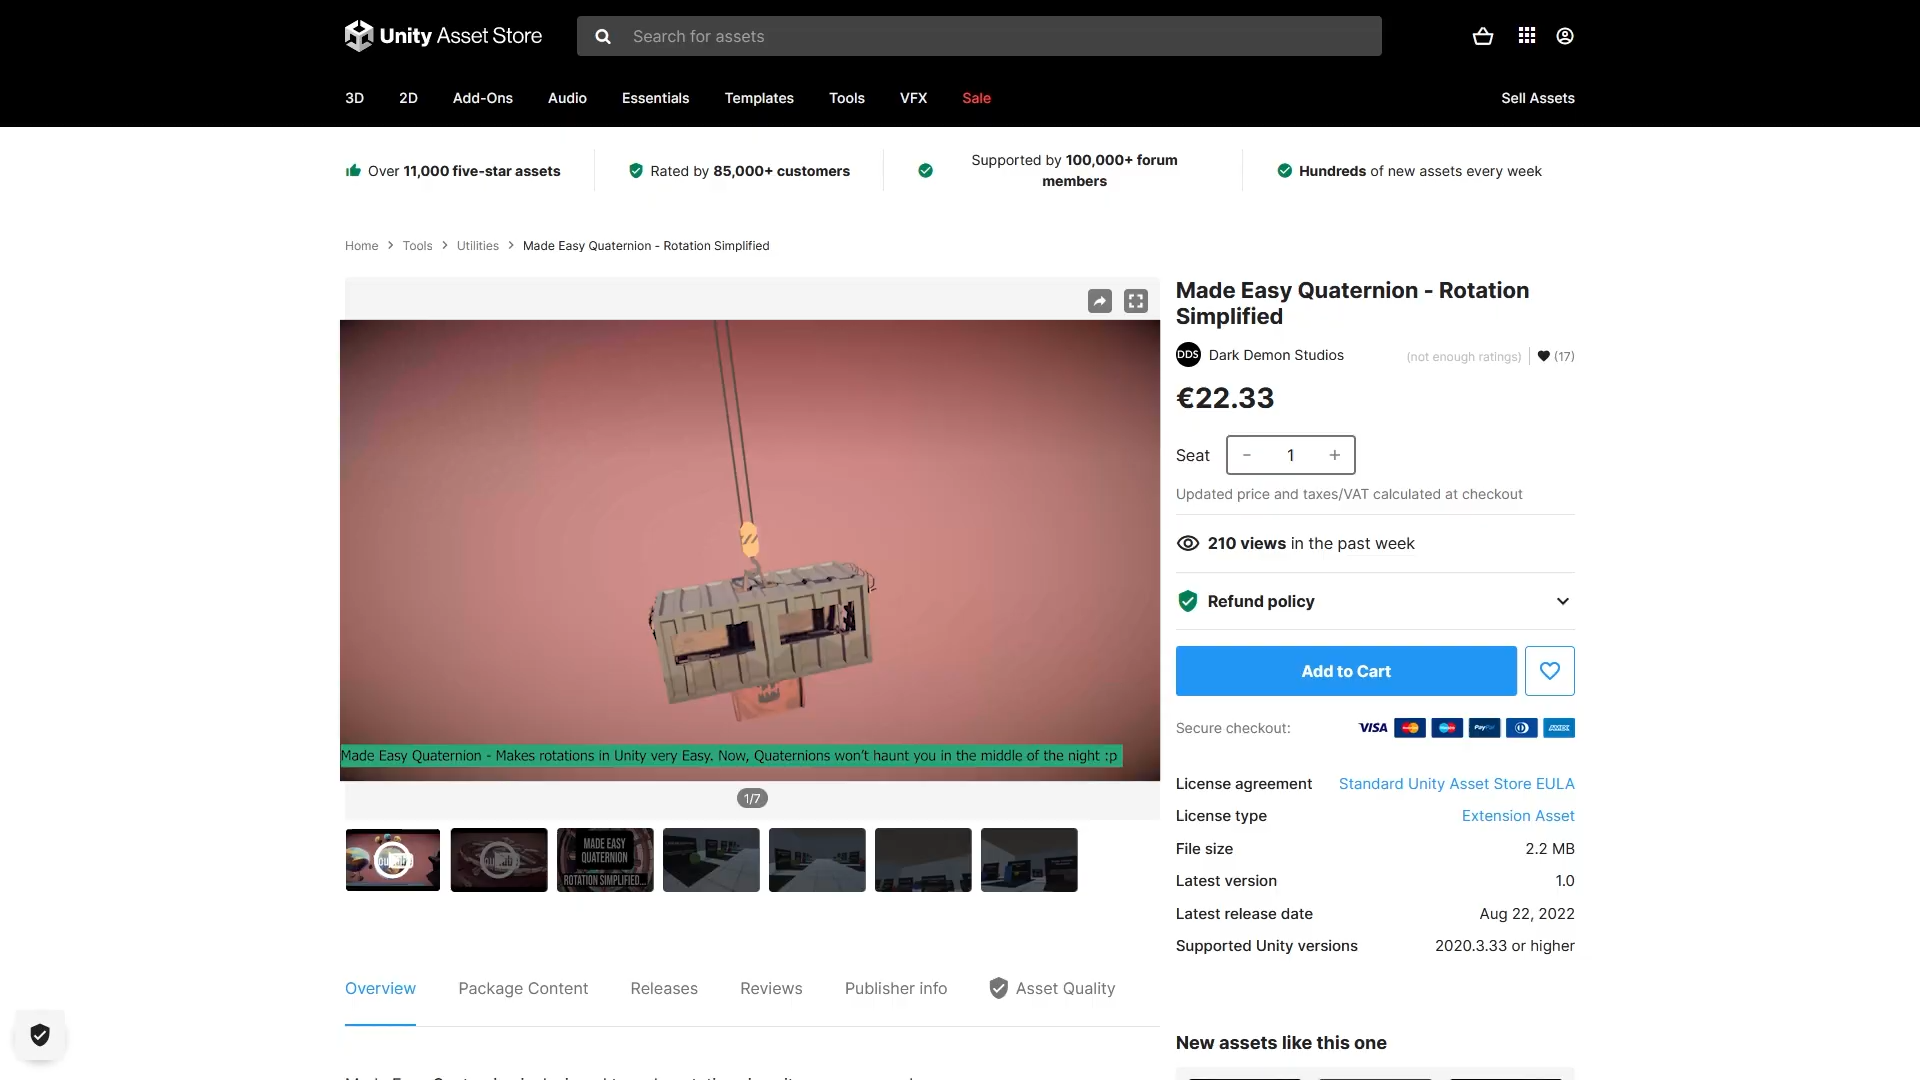 Unity Asset Store
Search for assets
3D
2D
Add-Ons
Audio
Essentials
Templates
Tools
VFX
Sale
Sell Assets
Over 11,000 five-star assets
Rated by 85,000+ customers
Supported by 100,000+ forum
members
Hundreds of new assets every week
Home
Tools
Utilities
Made Easy Quaternion - Rotation Simplified
Made Easy Quaternion - Makes rotations in Unity very Easy. Now, Quaternions won't haunt you in the middle of the night :p
1/7
MADE EASY
QUATERNION
ROTATION SIMPLIFIED...
Made Easy Quaternion - Rotation
Simplified
DDS
Dark Demon Studios
(not enough ratings)
(17)
€22.33
Seat
- 1 +
Updated price and taxes/VAT calculated at checkout
210 views in the past week
Refund policy
Add to Cart
Secure checkout:
VISA
PayPal
License agreement
Standard Unity Asset Store EULA
License type
Extension Asset
File size
2.2 MB
Latest version
1.0
Latest release date
Aug 22, 2022
Supported Unity versions
2020.3.33 or higher
Overview
Package Content
Releases
Reviews
Publisher info
Asset Quality
New assets like this one